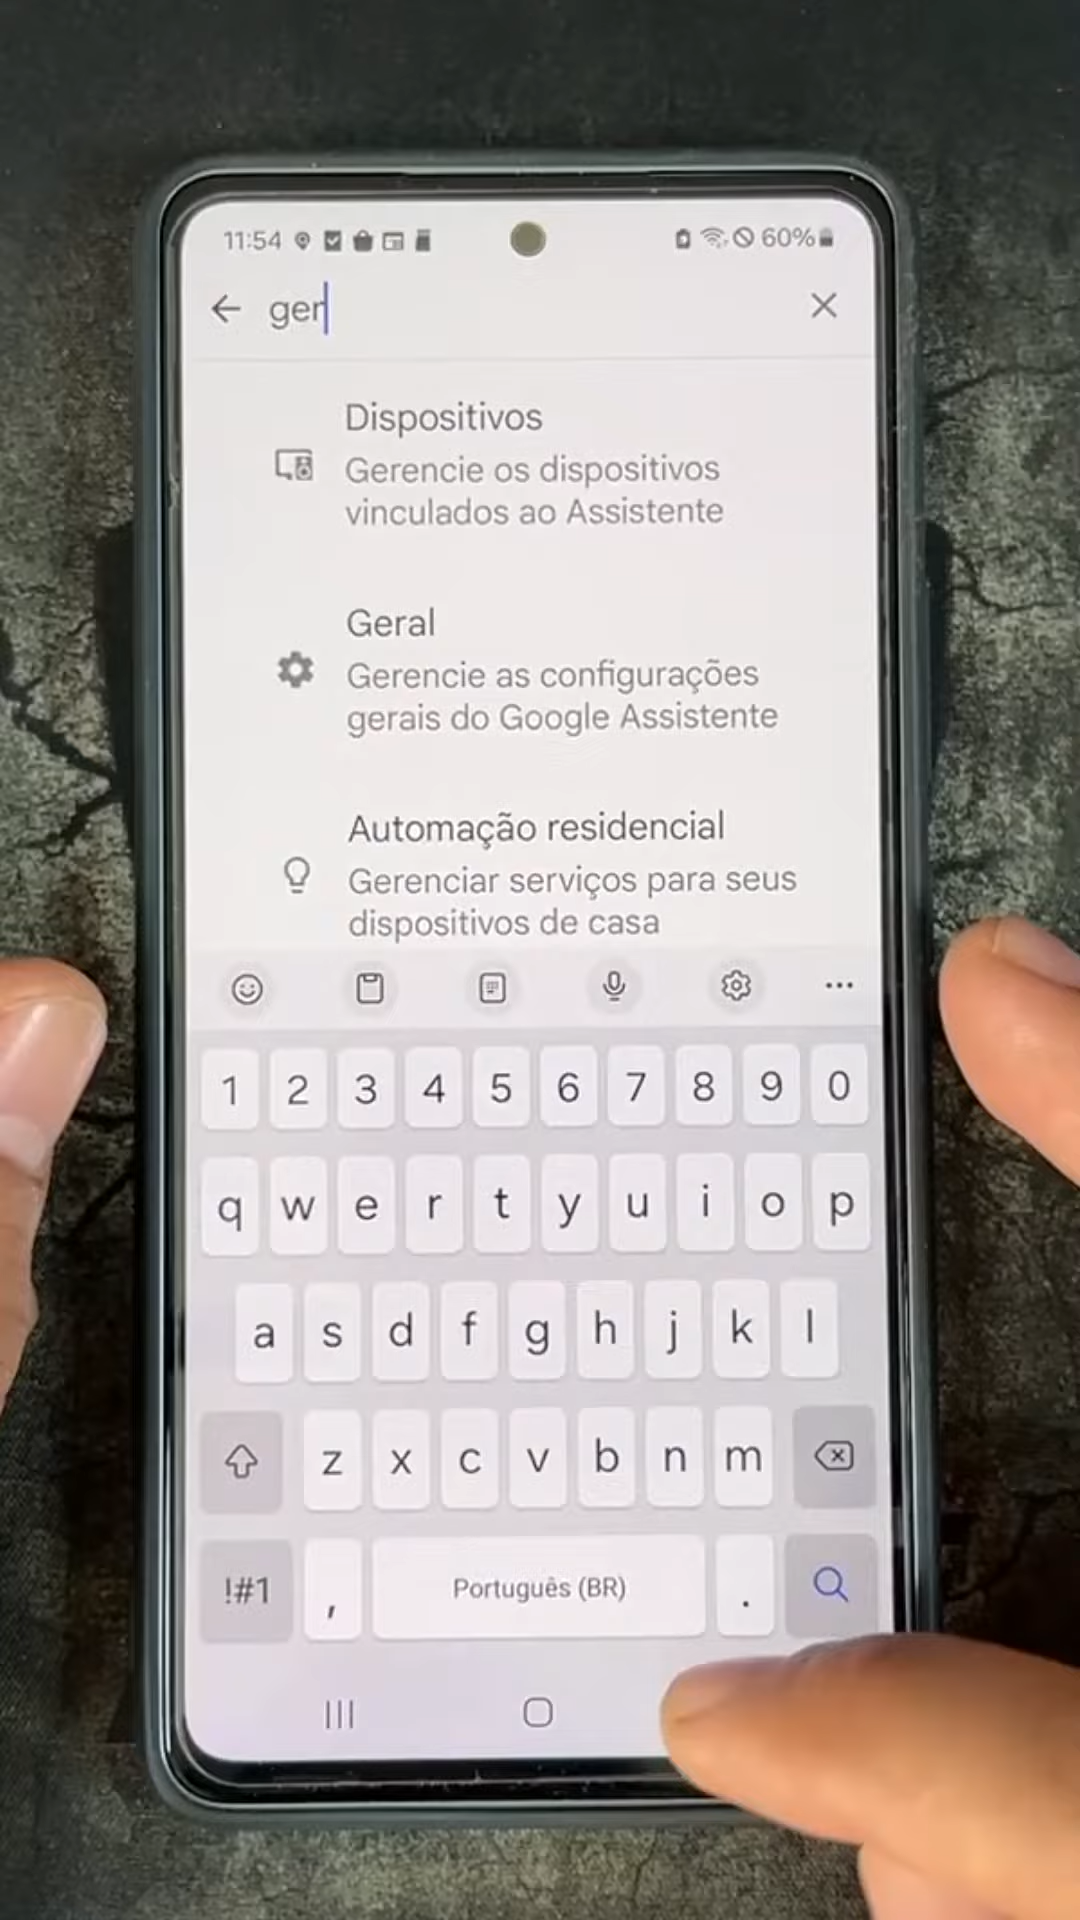 11:54
60%
ger
Dispositivos
Gerencie os dispositivos
vinculados ao Assistente
Geral
Gerencie as configurações
gerais do Google Assistente
Automação residencial
Gerenciar serviços para seus
dispositivos de casa
1 2 3 4 5 6 7 8 9 0
q w e r t y u i o p
a s d f g h j k l
z x c v b n m
!#1 , Português (BR) .